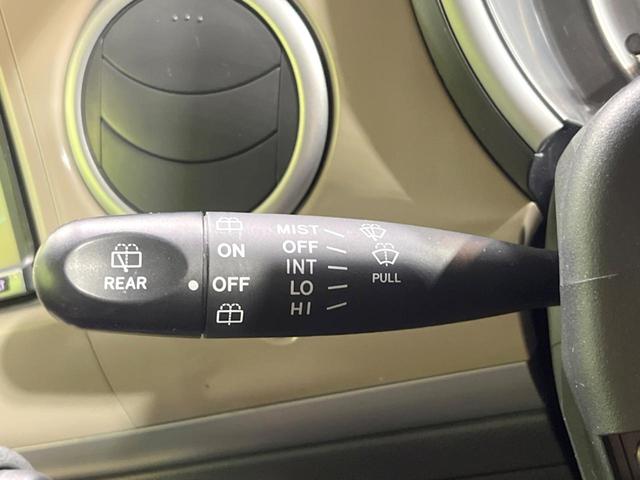 REAR
ON
OFF
MIST
OFF
INT
LO
HI
PULL